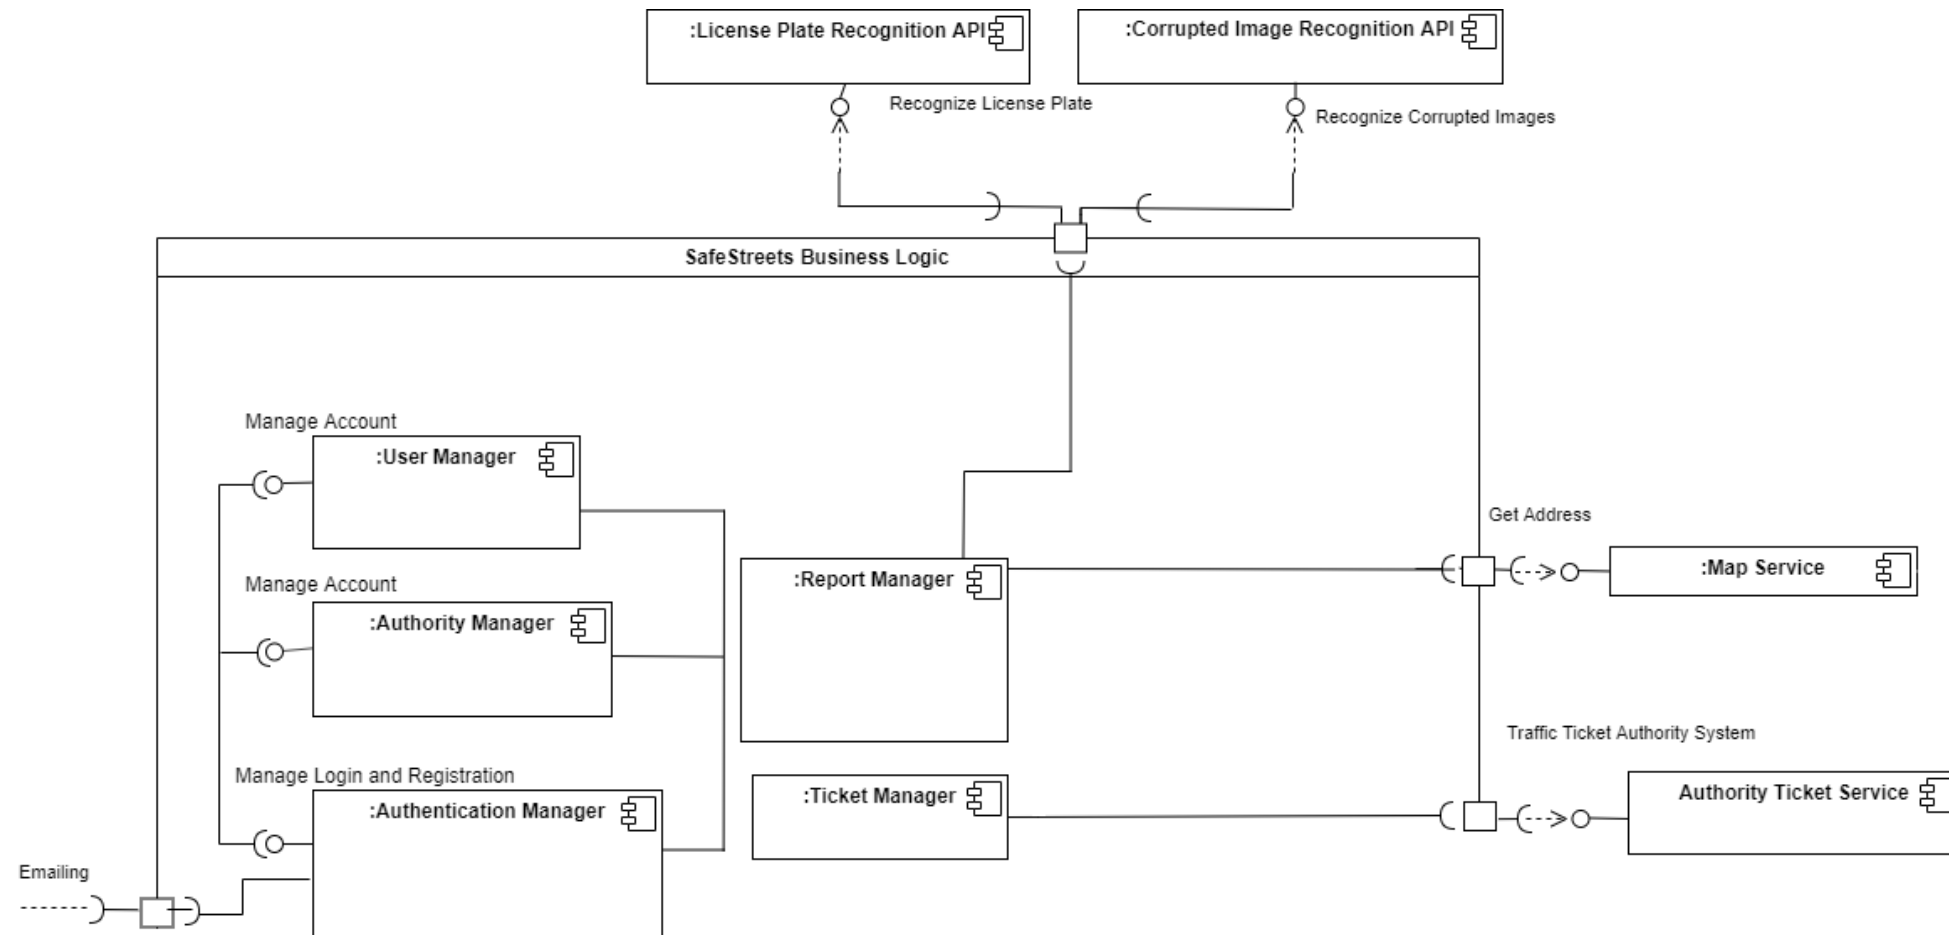 :License Plate Recognition API
:Corrupted Image Recognition API
Recognize License Plate
Recognize Corrupted Images
SafeStreets Business Logic
Manage Account
:User Manager
Get Address
:Map Service
:Report Manager
Manage Account
:Authority Manager
Traffic Ticket Authority System
Manage Login and Registration
:Ticket Manager
Authority Ticket Service
:Authentication Manager
Emailing